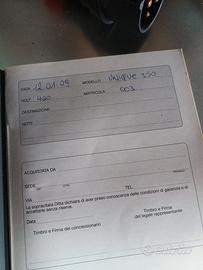 DATA 12.01.09 MODELLO UNIQUE 350
VOLT. 400 MATRICOLA 003
DESTINAZIONE
NOTE
ACQUISTATA DA
SEDE TEL.
VIA
La sopracitata Ditta dichiara di aver preso conoscenza delle condizioni di garanzia e di
accettarle senza riserve.
Data
Timbro e Firma
del legale rappresentante
Timbro e Firma del concessionario